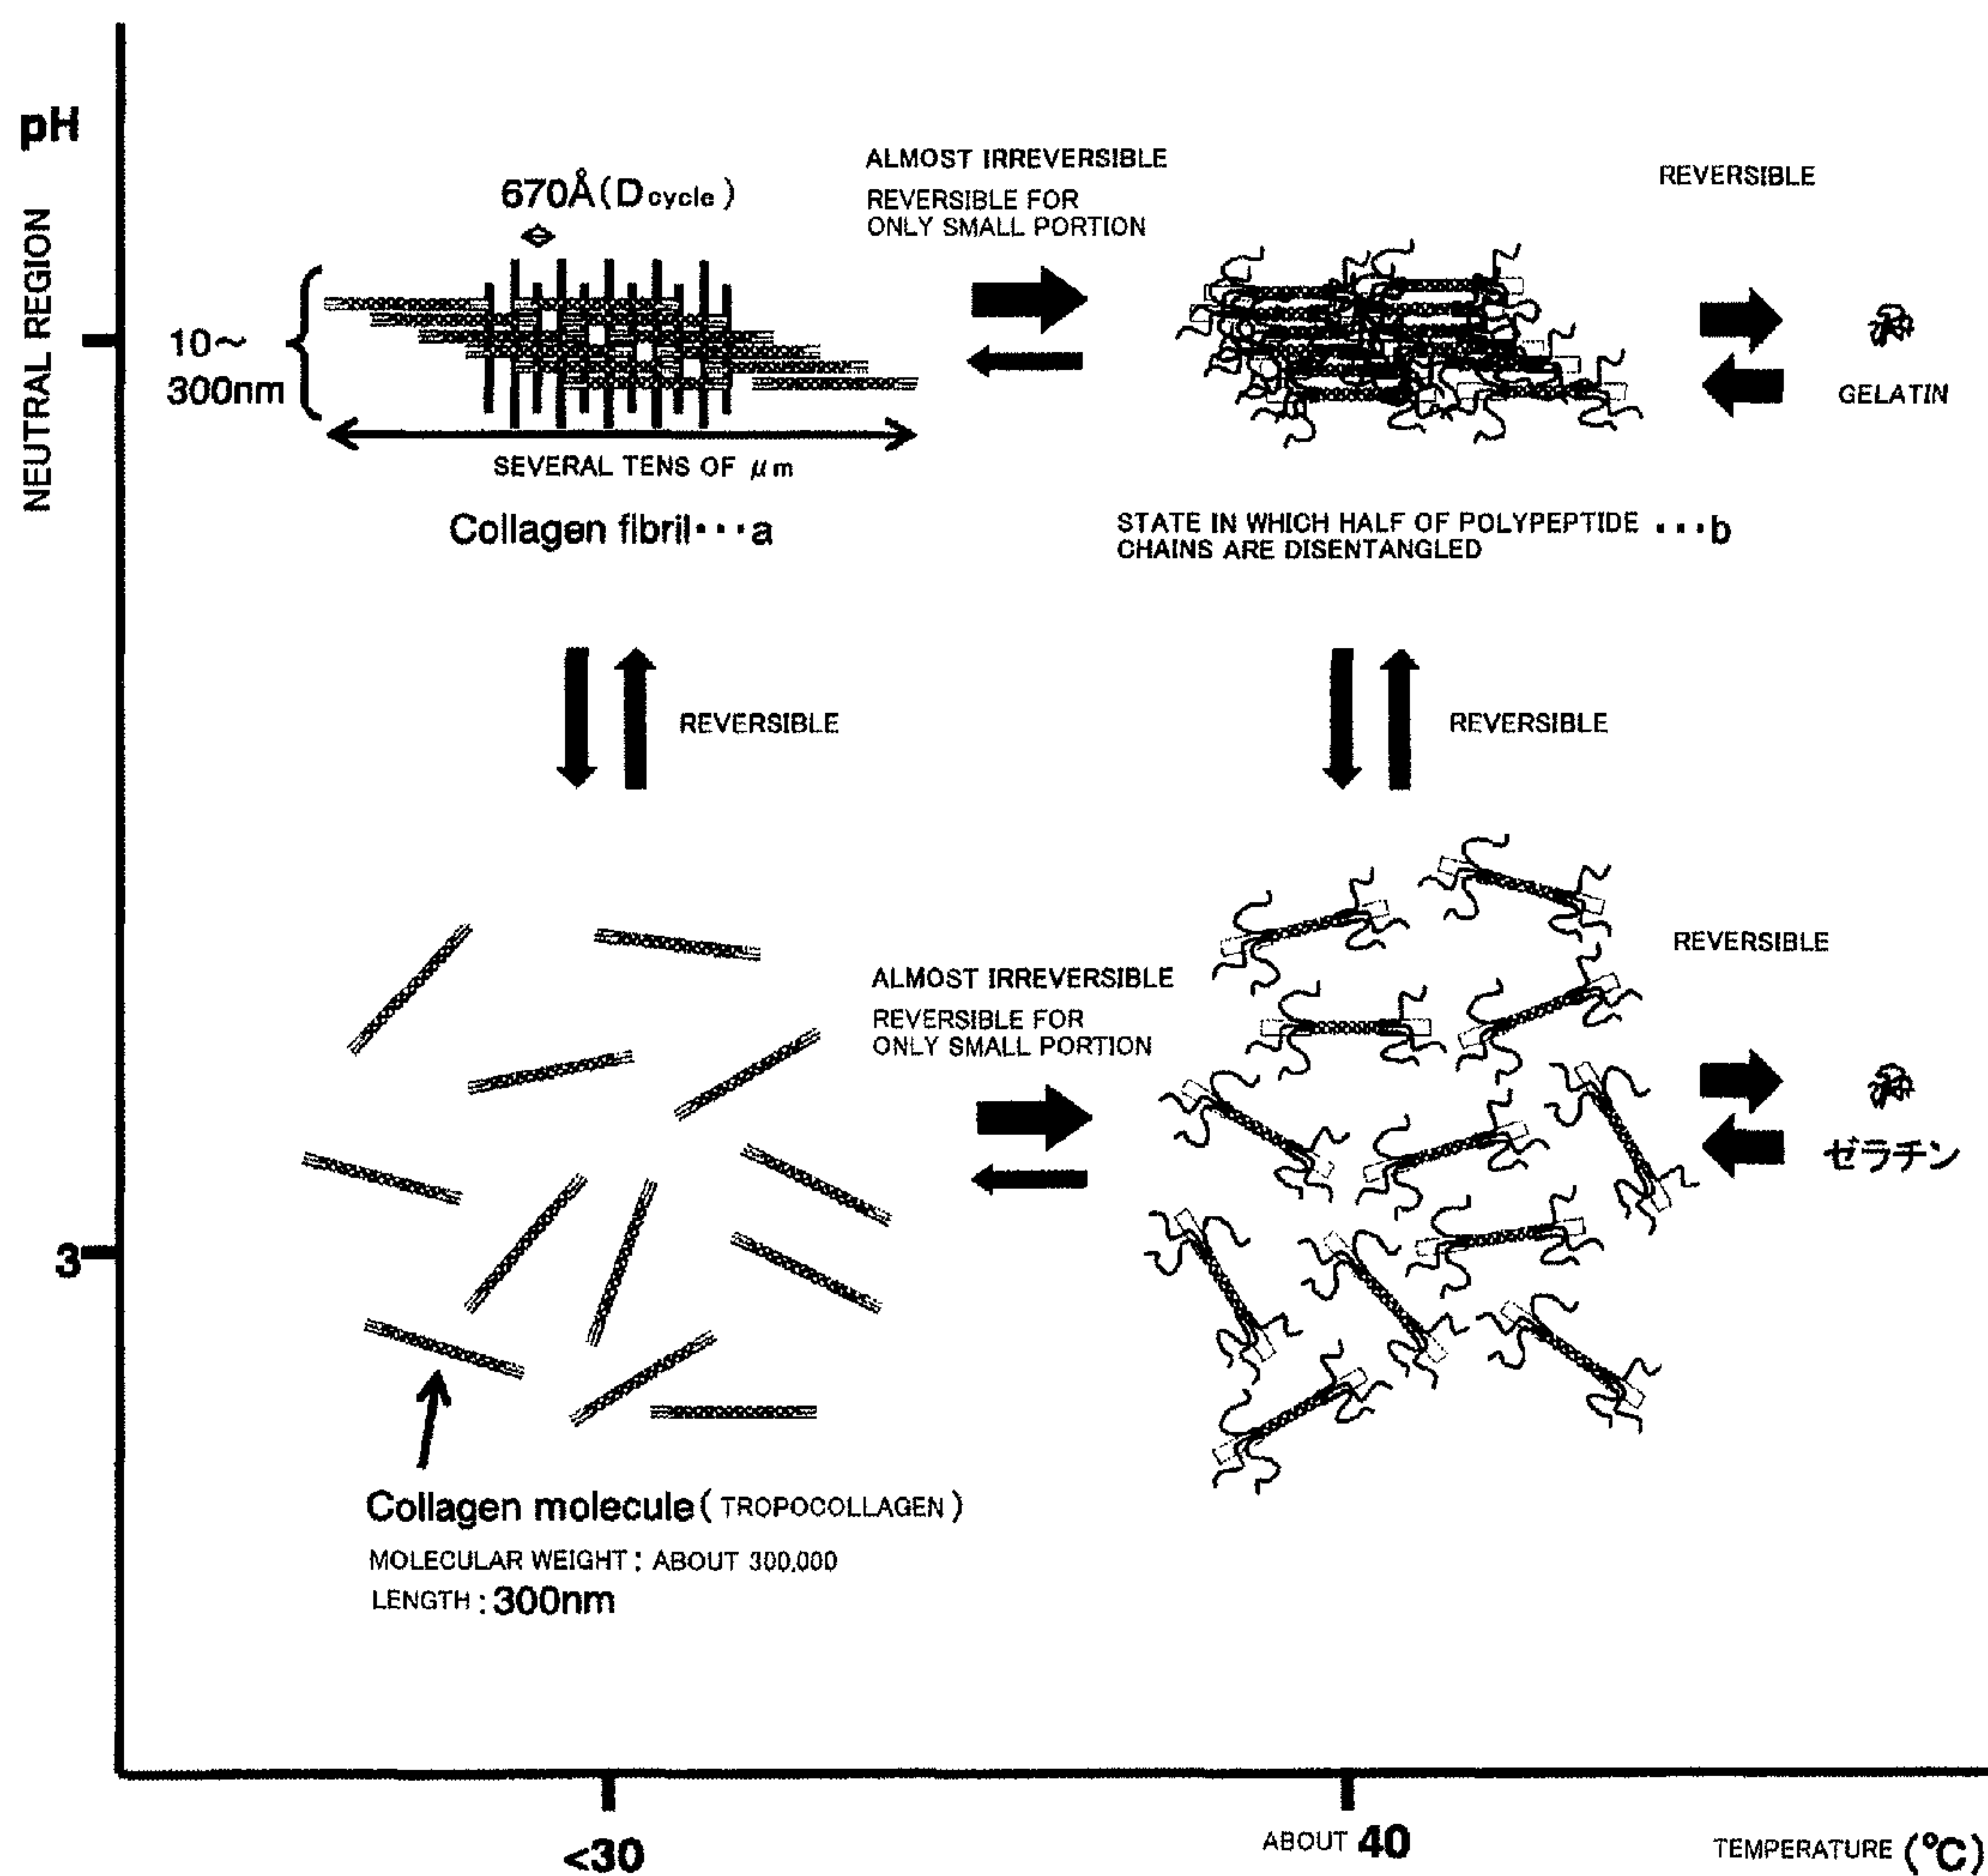 pH
NEUTRAL REGION
670Å(Dcycle)
10~
300nm
SEVERAL TENS OF μm
Collagen fibril・・・a
ALMOST IRREVERSIBLE
REVERSIBLE FOR
ONLY SMALL PORTION
REVERSIBLE
GELATIN
STATE IN WHICH HALF OF POLYPEPTIDE ・・・b
CHAINS ARE DISENTANGLED
REVERSIBLE
REVERSIBLE
ALMOST IRREVERSIBLE
REVERSIBLE FOR
ONLY SMALL PORTION
REVERSIBLE
ゼラチン
3
Collagen molecule(TROPOCOLLAGEN)
MOLECULAR WEIGHT: ABOUT 300,000
LENGTH:300nm
<30
ABOUT 40
TEMPERATURE (℃)